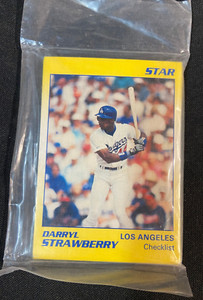 STAR
DARRYL
STRAWBERRY
LOS ANGELES
Checklist